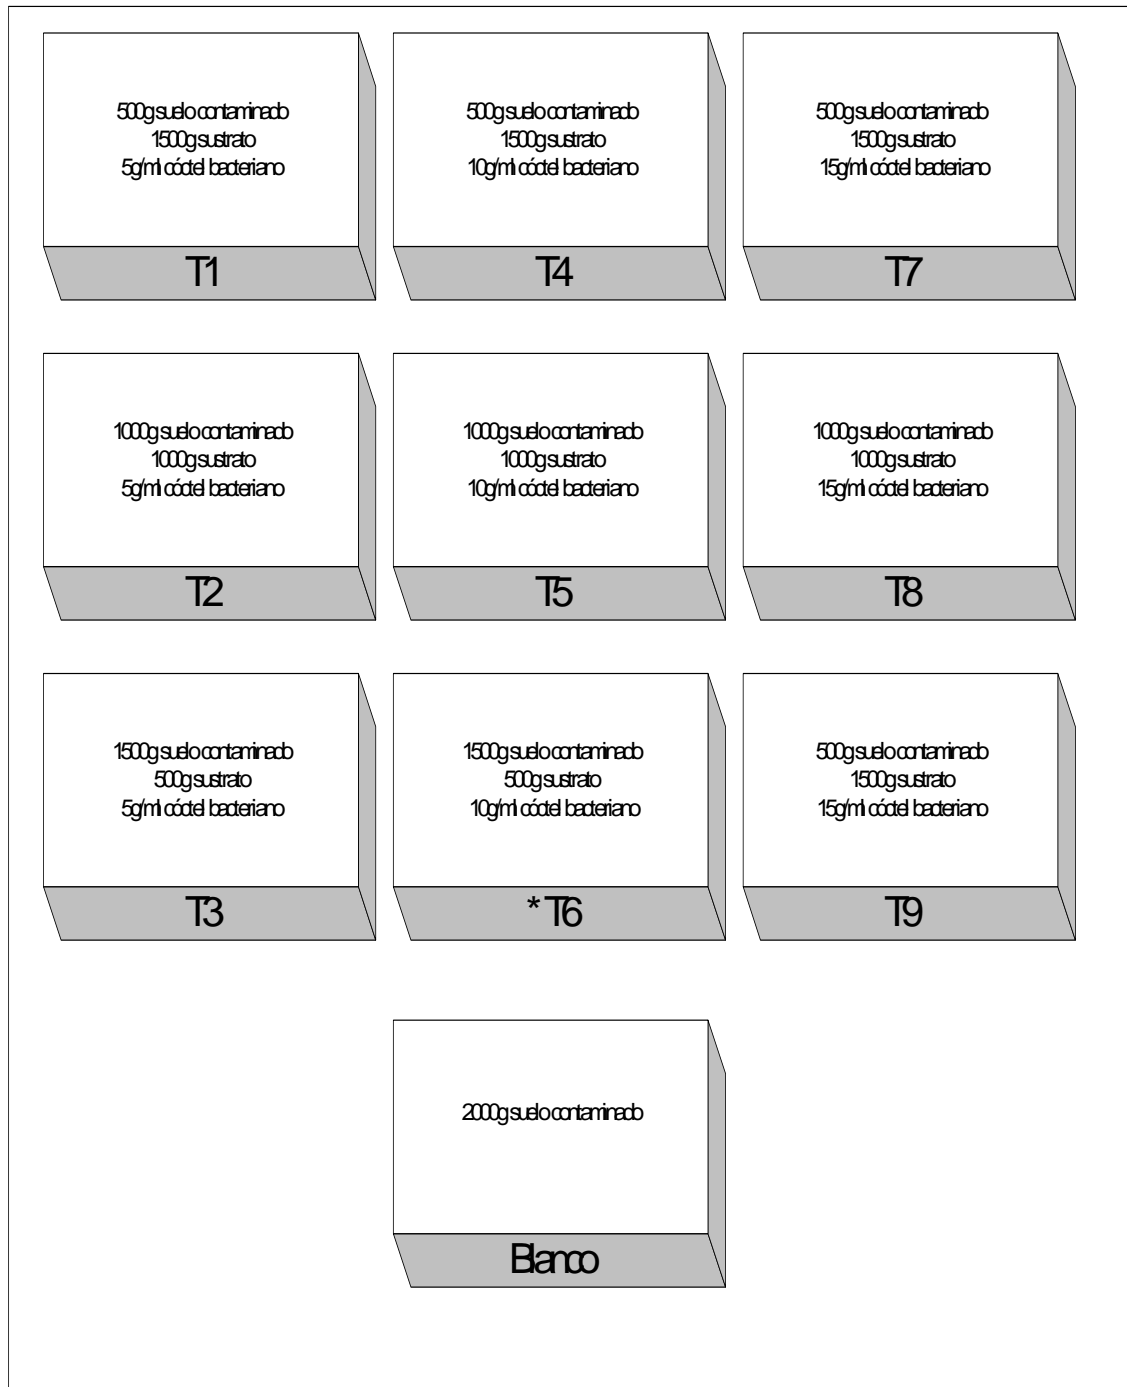 500g suelo contaminado
1500g sustrato
5g/ml cóctel bacteriano
T1
500g suelo contaminado
1500g sustrato
10g/ml cóctel bacteriano
T4
500g suelo contaminado
1500g sustrato
15g/ml cóctel bacteriano
T7
1000g suelo contaminado
1000g sustrato
5g/ml cóctel bacteriano
T2
1000g suelo contaminado
1000g sustrato
10g/ml cóctel bacteriano
T5
1000g suelo contaminado
1000g sustrato
15g/ml cóctel bacteriano
T8
1500g suelo contaminado
500g sustrato
5g/ml cóctel bacteriano
T3
1500g suelo contaminado
500g sustrato
10g/ml cóctel bacteriano
* T6
500g suelo contaminado
1500g sustrato
15g/ml cóctel bacteriano
T9
2000g suelo contaminado
Blanco